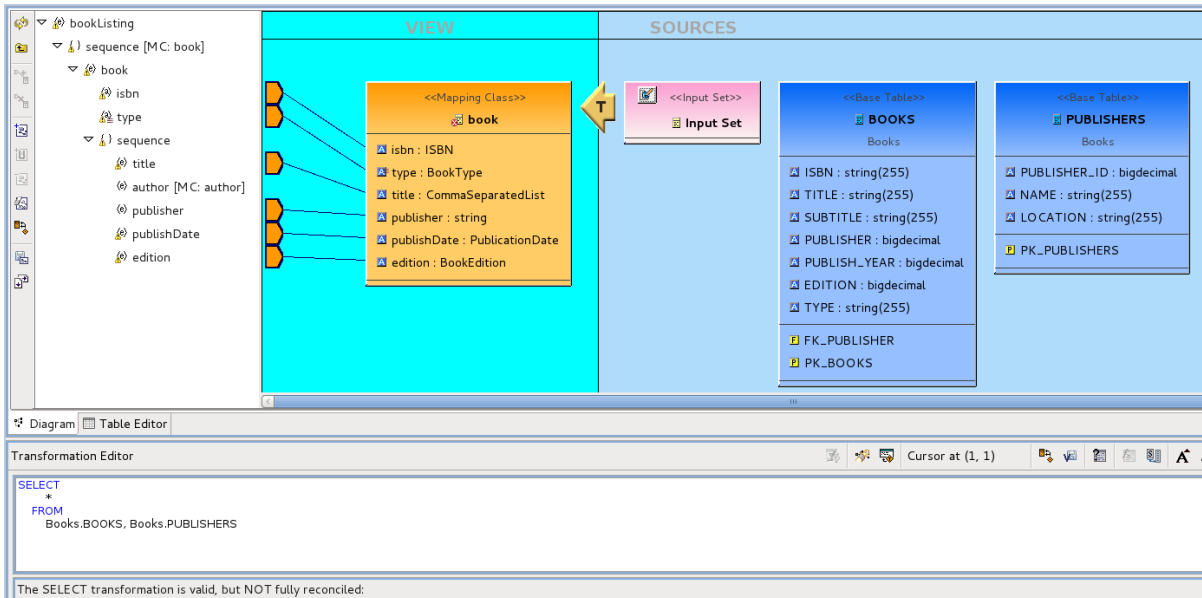 bookListing
sequence [MC: book]
book
isbn
type
sequence
title
author [MC: author]
publisher
publishDate
edition
VIEW
SOURCES
<<Mapping Class>>
book
isbn : ISBN
type : BookType
title : CommaSeparatedList
publisher : string
publishDate : PublicationDate
edition : BookEdition
T
<<Input Set>>
Input Set
<<Base Table>>
BOOKS
Books
ISBN : string(255)
TITLE : string(255)
SUBTITLE : string(255)
PUBLISHER : bigdecimal
PUBLISH_YEAR : bigdecimal
EDITION : bigdecimal
TYPE : string(255)
FK_PUBLISHER
PK_BOOKS
<<Base Table>>
PUBLISHERS
Books
PUBLISHER_ID : bigdecimal
NAME : string(255)
LOCATION : string(255)
PK_PUBLISHERS
Diagram
Table Editor
Transformation Editor
Cursor at (1, 1)
SELECT
*
FROM
Books.BOOKS, Books.PUBLISHERS
The SELECT transformation is valid, but NOT fully reconciled: